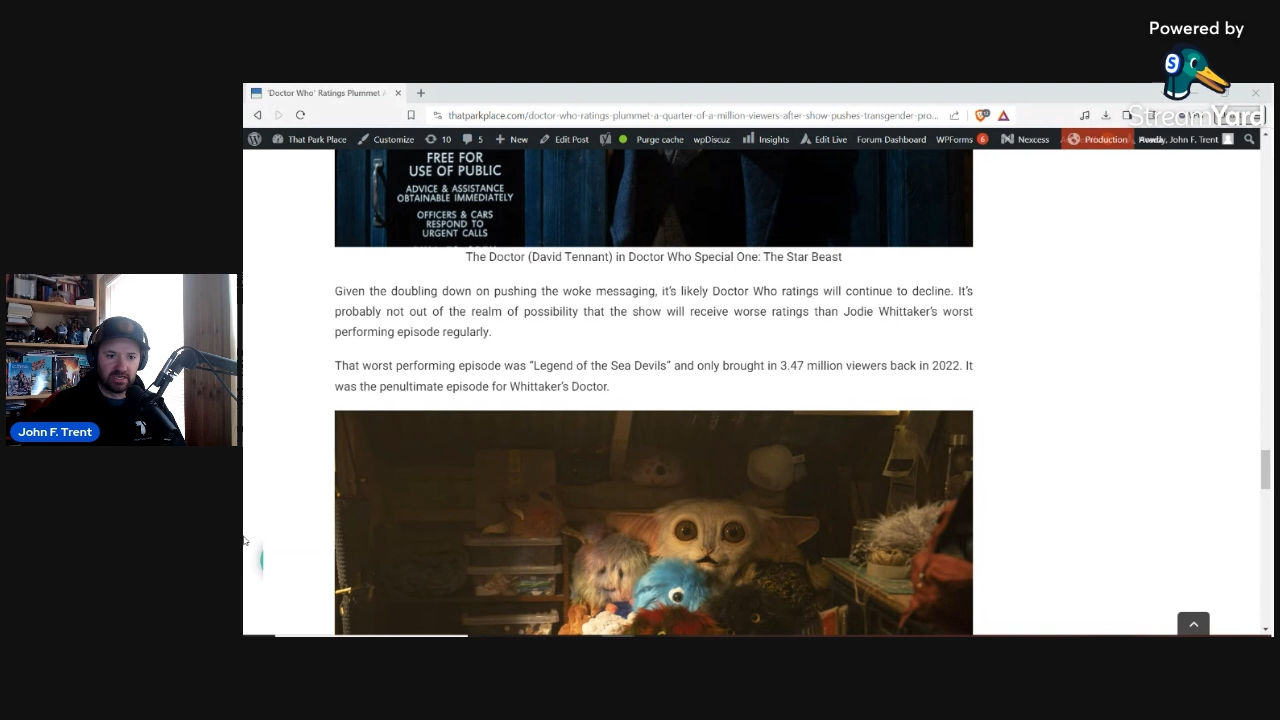 Powered by
StreamYard
'Doctor Who' Ratings Plummet A
thatparkplace.com/doctor-who-ratings-plummet-a-quarter-of-a-million-viewers-after-show-pushes-transgender-pro...
That Park Place Customize 10 5 New Edit Post Purge cache wpDiscuz Insights Edit Live Forum Dashboard WPForms 6 Nexcess Production John F. Trent
FREE FOR
USE OF PUBLIC
ADVICE & ASSISTANCE
OBTAINABLE IMMEDIATELY
OFFICERS & CARS
RESPOND TO
URGENT CALLS
The Doctor (David Tennant) in Doctor Who Special One: The Star Beast
Given the doubling down on pushing the woke messaging, it's likely Doctor Who ratings will continue to decline. It's
probably not out of the realm of possibility that the show will receive worse ratings than Jodie Whittaker's worst
performing episode regularly.
That worst performing episode was “Legend of the Sea Devils” and only brought in 3.47 million viewers back in 2022. It
was the penultimate episode for Whittaker's Doctor.
John F. Trent